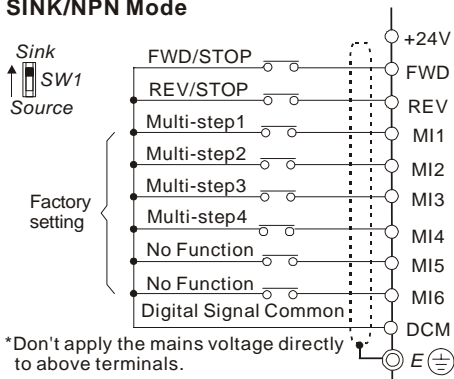 SINK/NPN Mode
+24V
Sink
FWD/STOP
FWD
SW1
REV/STOP
REV
Source
Multi-step1
MI1
Multi-step2
MI2
Multi-step3
MI3
Factory
setting
Multi-step4
MI4
No Function
MI5
No Function
MI6
Digital Signal Common
DCM
*Don't apply the mains voltage directly
to above terminals.
E